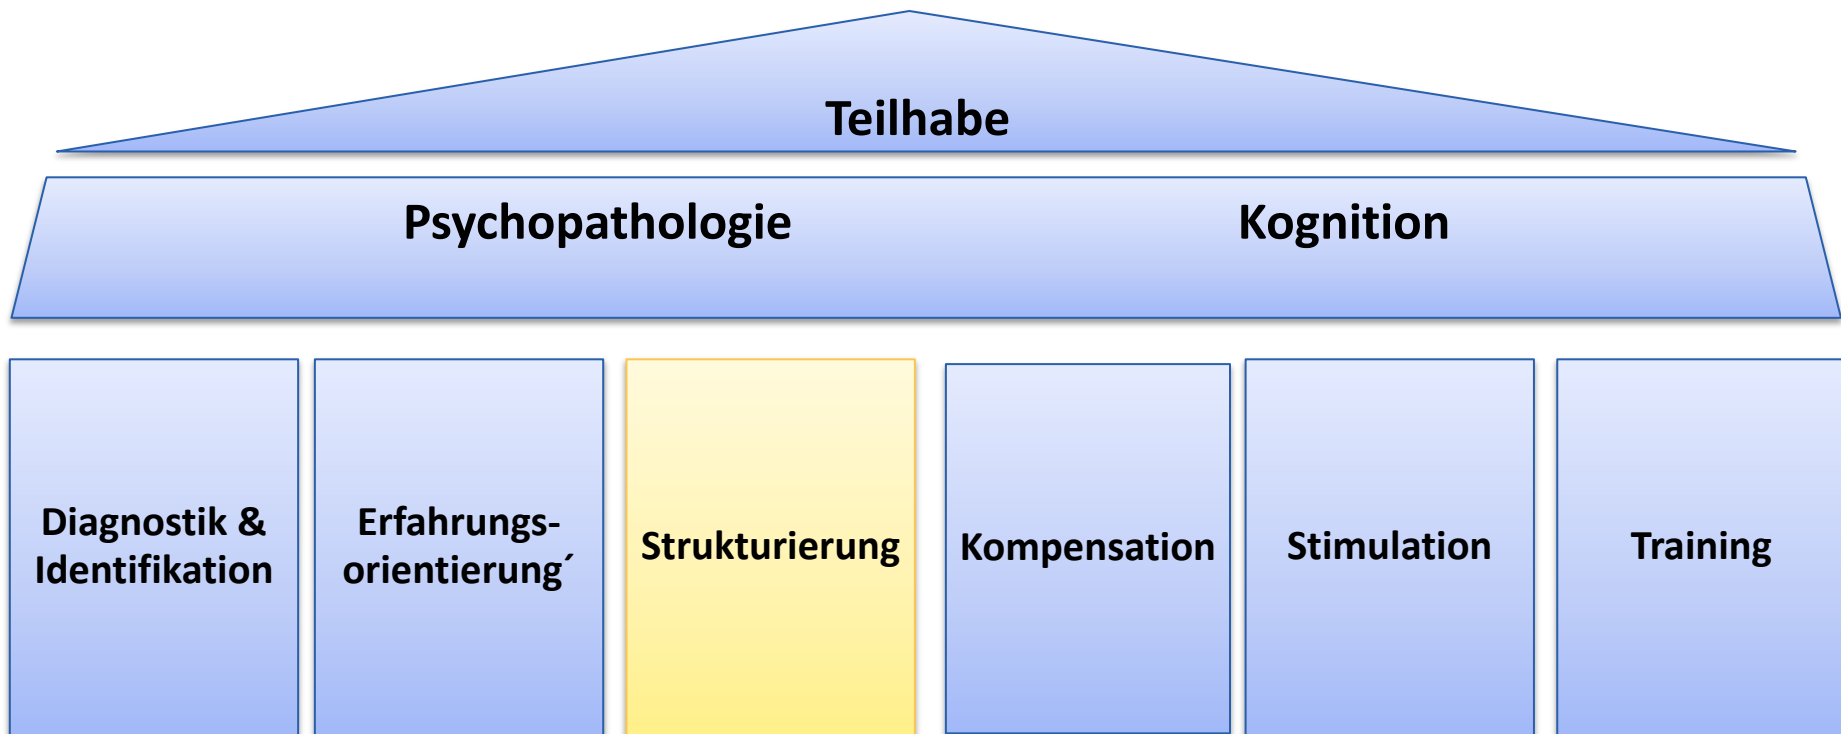 Teilhabe
Psychopathologie Kognition
Diagnostik &
Identifikation
Erfahrungs-
orientierung´
Strukturierung
Kompensation
Stimulation
Training